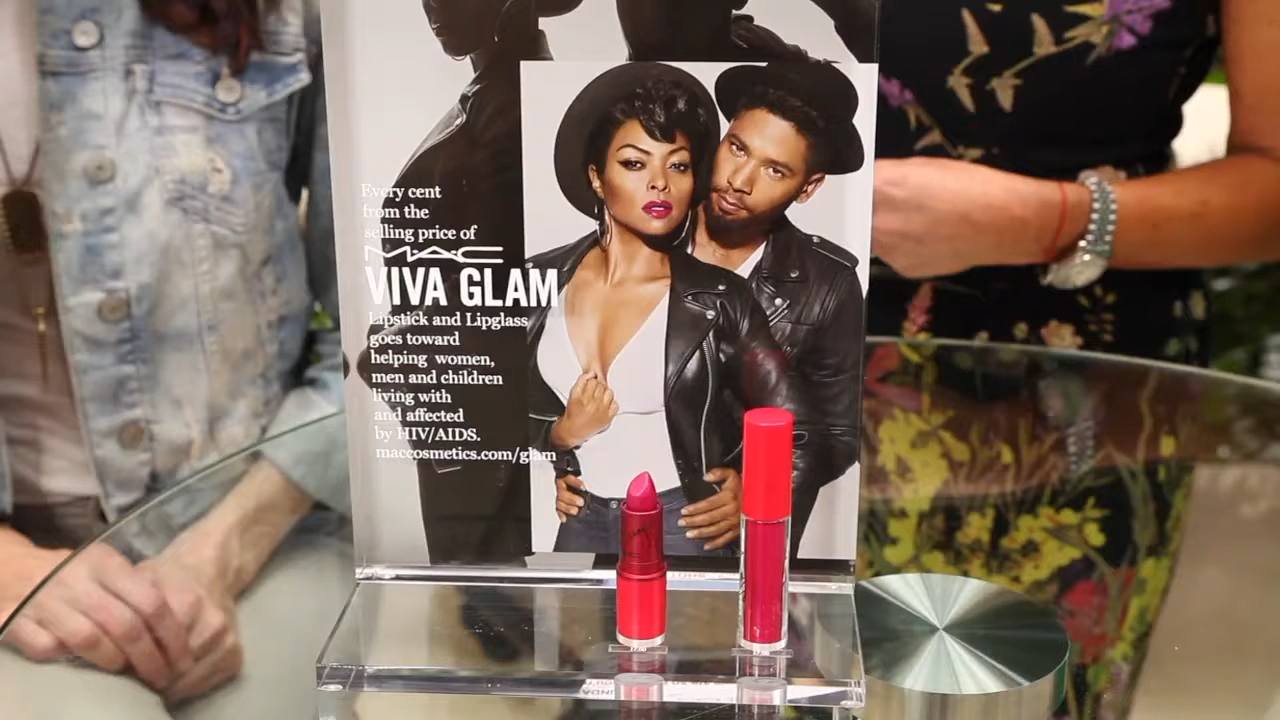 Every cent
from the
selling price of
MAC
VIVA GLAM
Lipstick and Lipglass
goes toward
helping women,
men and children
living with
and affected
by HIV/AIDS.
maccosmetics.com/glam